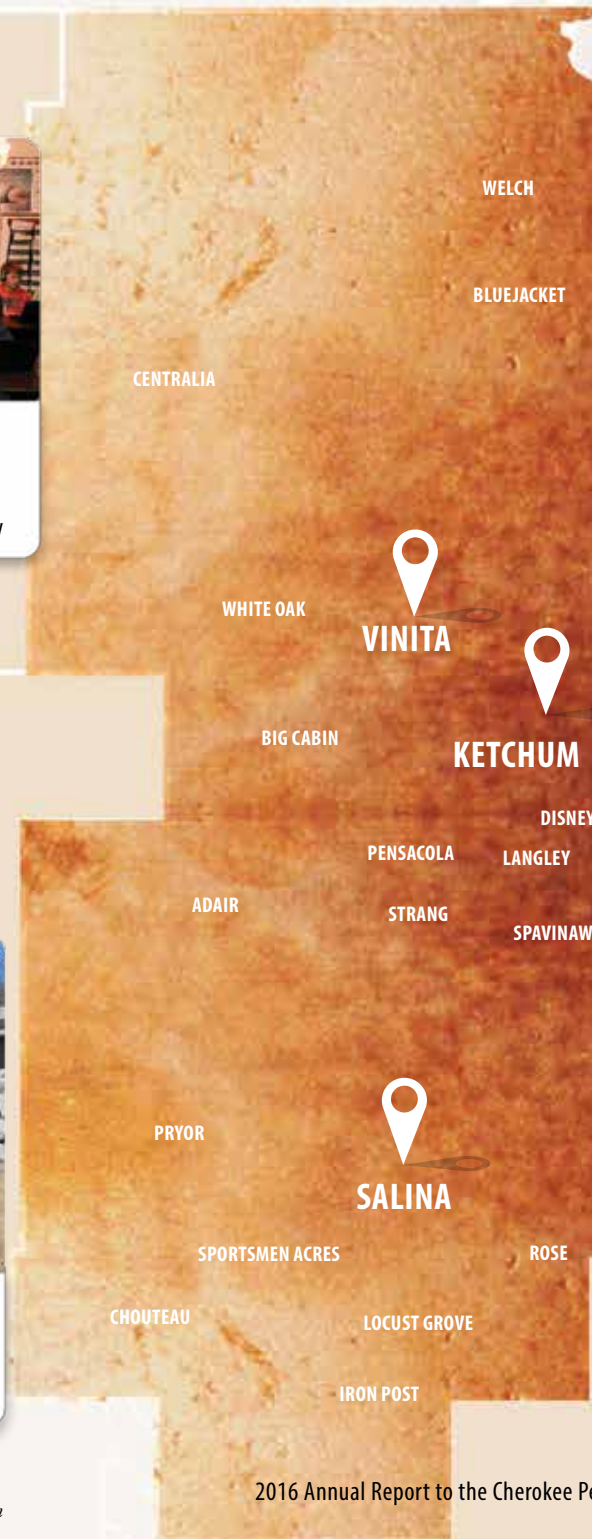 WELCH
BLUEJACKET
CENTRALIA
WHITE OAK
VINITA
BIG CABIN
KETCHUM
DISNEY
PENSACOLA
LANGLEY
ADAIR
STRANG
SPAVINAW
PRYOR
SALINA
SPORTSMEN ACRES
ROSE
CHOUTEAU
LOCUST GROVE
IRON POST
2016 Annual Report to the Cherokee Pe